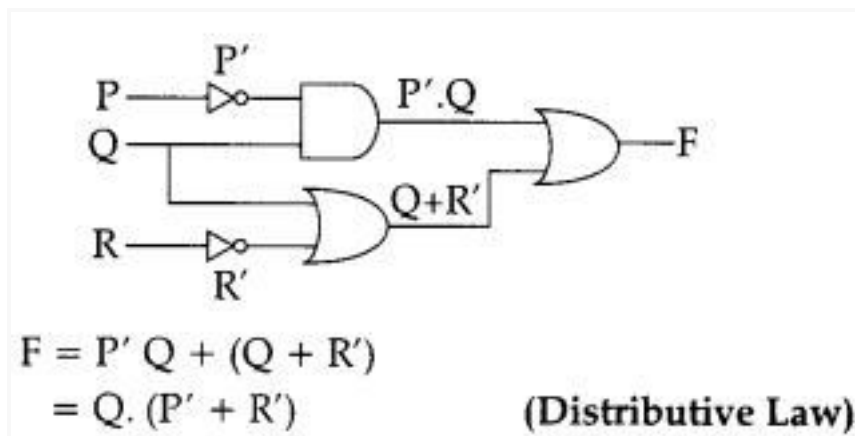 P′
P
P′.Q
Q
F
Q+R′
R
R′
F = P′ Q + (Q + R′)
= Q. (P′ + R′) (Distributive Law)